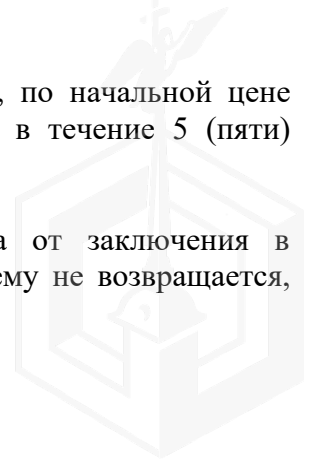 , по начальной цене
в течение 5 (пяти)
а от заключения в
ему не возвращается,